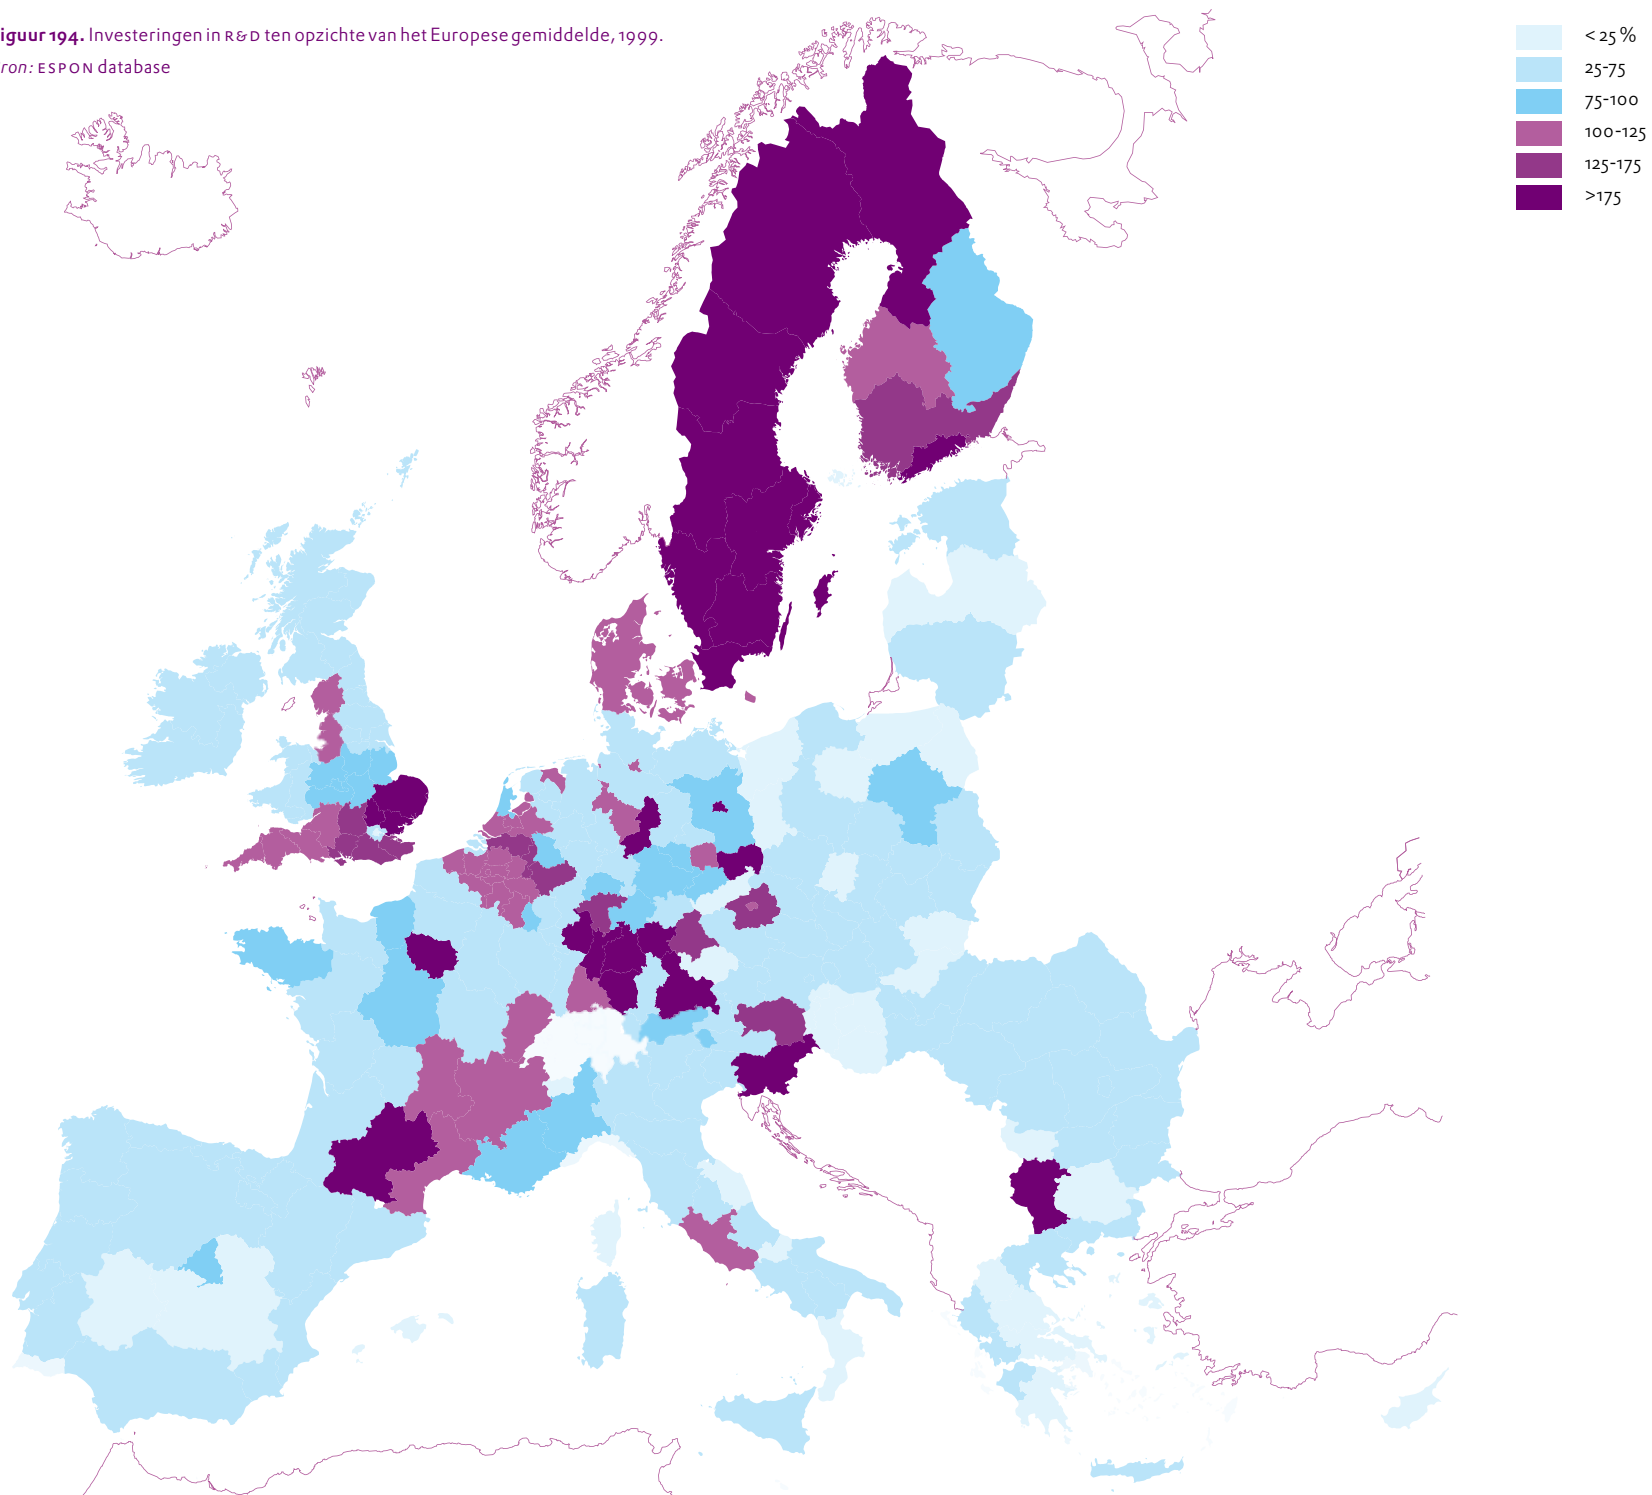 iguur 194. Investeringen in R&D ten opzichte van het Europese gemiddelde, 1999.
ron: ESPON database
< 25 %
25-75
75-100
100-125
125-175
>175